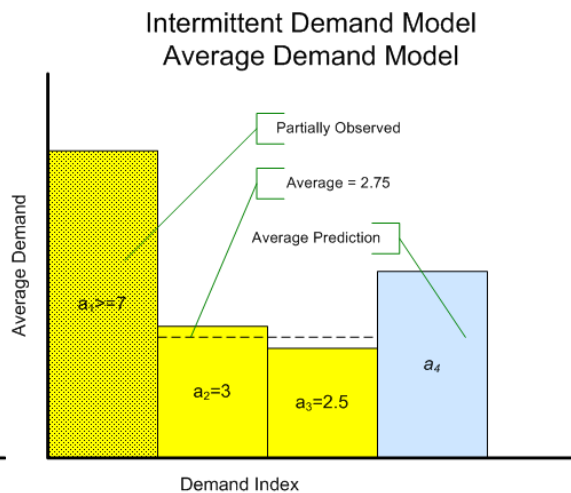 Intermittent Demand Model
Average Demand Model
Partially Observed
Average = 2.75
Average Prediction
Average Demand
a₁>=7
a₂=3
a₃=2.5
a₄
Demand Index